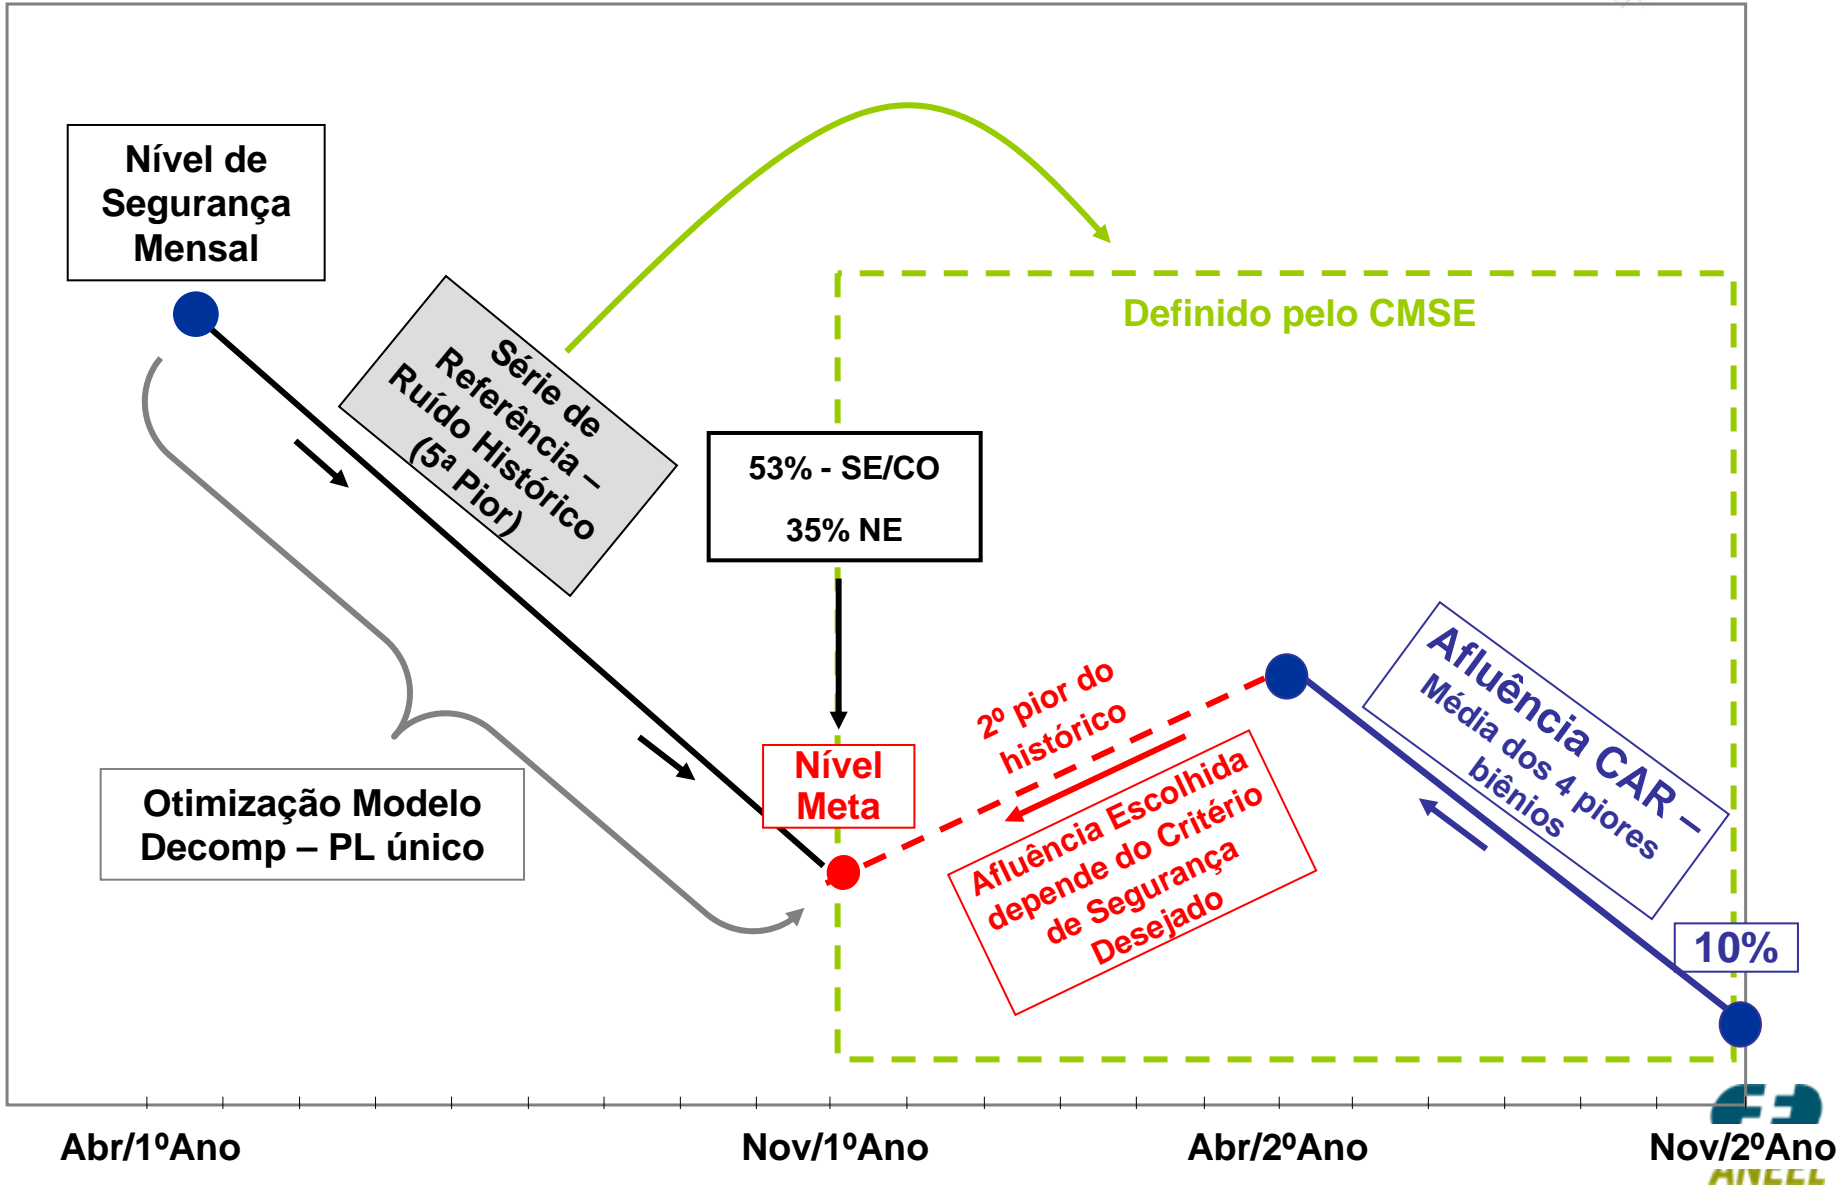 Nível de
Segurança
Mensal
Série de
Referência –
Ruído Histórico
(5ª Pior)
Definido pelo CMSE
53% - SE/CO
35% NE
Nível
Meta
2º pior do
histórico
Afluência Escolhida
depende do Critério
de Segurança
Desejado
Afluência CAR –
Média dos 4 piores
biênios
10%
Otimização Modelo
Decomp – PL único
Abr/1ºAno
Nov/1ºAno
Abr/2ºAno
Nov/2ºAno
ANEEL